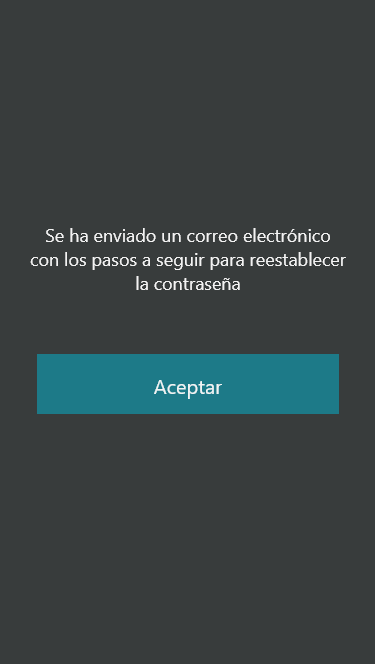 Se ha enviado un correo electrónico
con los pasos a seguir para reestablecer
la contraseña
Aceptar